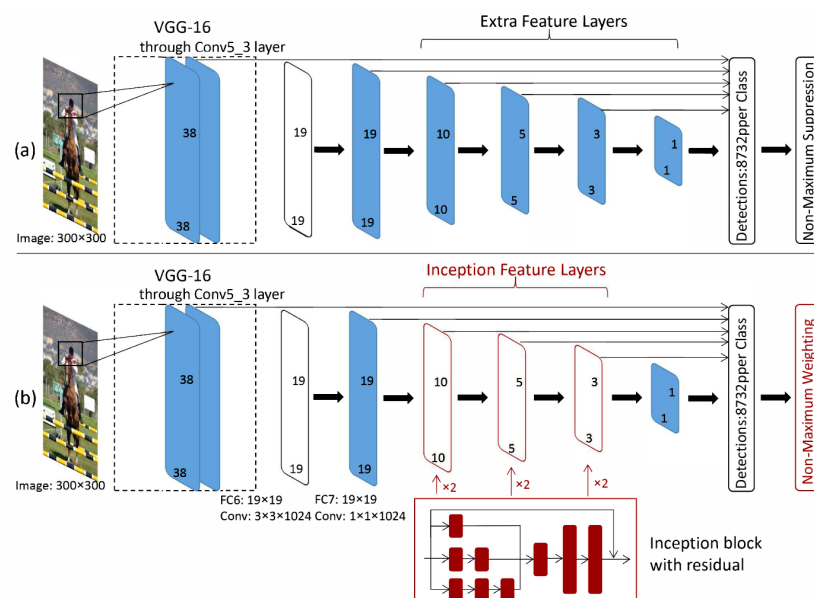 VGG-16
through Conv5_3 layer
Extra Feature Layers
(a)
38
38
19
19
19
19
10
10
5
5
3
3
1
1
Detections:8732pper Class
Non-Maximum Suppression
Image: 300×300
VGG-16
through Conv5_3 layer
Inception Feature Layers
(b)
38
38
19
19
19
19
10
10
5
5
3
3
1
1
Detections:8732pper Class
Non-Maximum Weighting
Image: 300×300
FC6: 19×19
Conv: 3×3×1024
FC7: 19×19
Conv: 1×1×1024
×2
×2
×2
Inception block
with residual